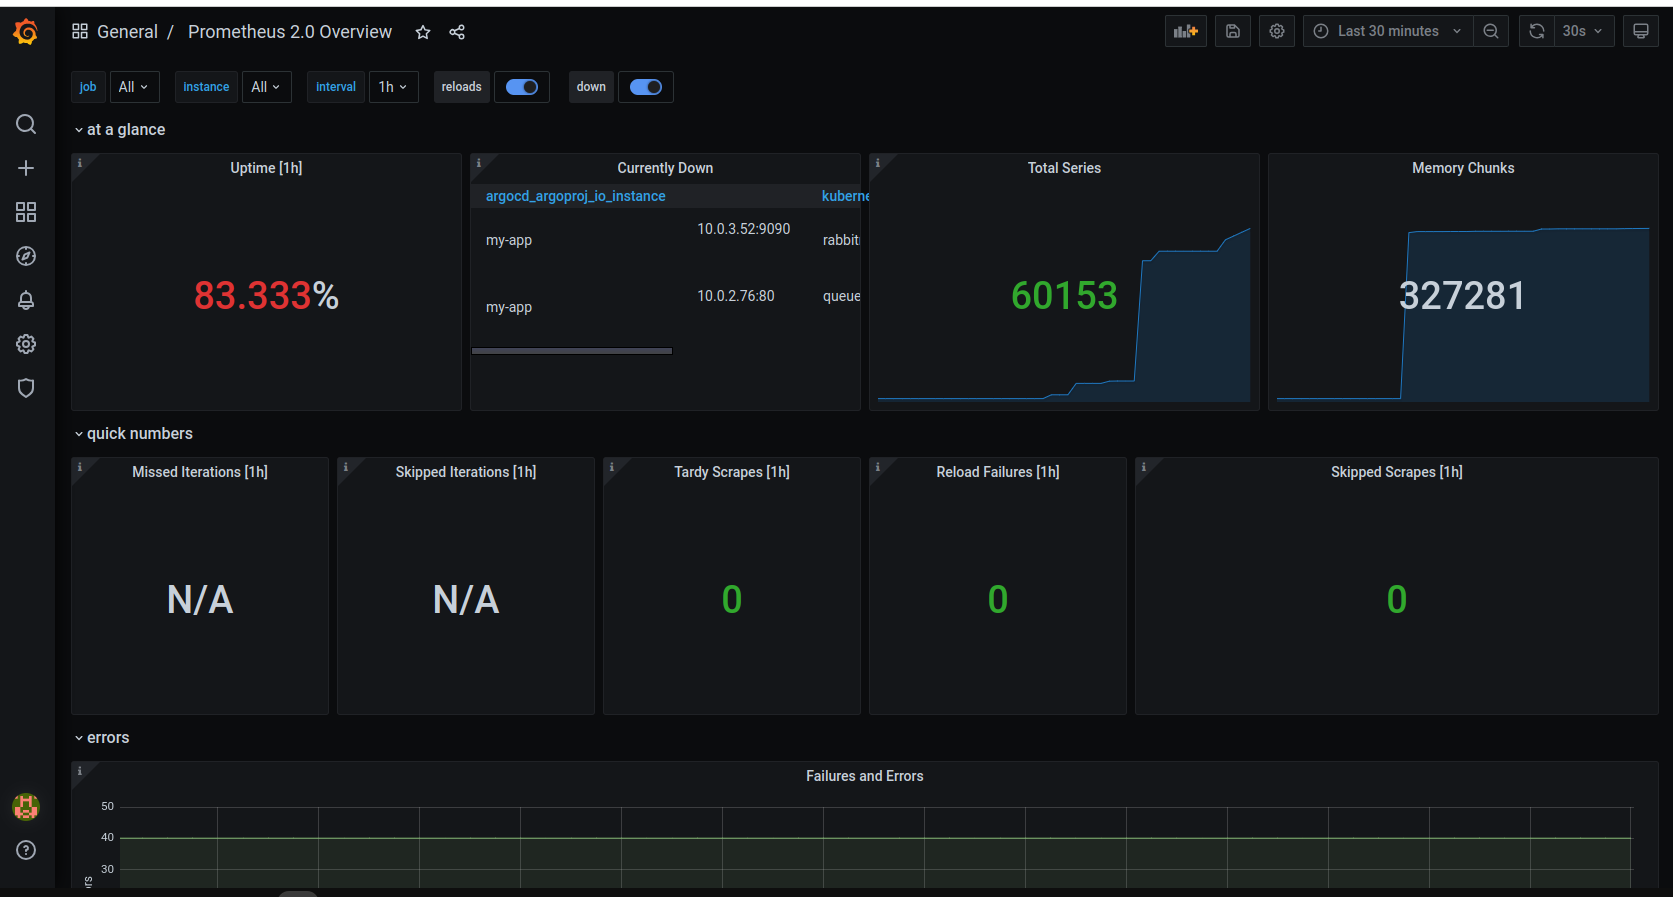 General / Prometheus 2.0 Overview
Last 30 minutes
30s
job All instance All interval 1h reloads down
at a glance
Uptime [1h]
83.333%
Currently Down
argocd_argoproj_io_instance kuberne
my-app 10.0.3.52:9090 rabbit
my-app 10.0.2.76:80 queue
Total Series
60153
Memory Chunks
327281
quick numbers
Missed Iterations [1h]
N/A
Skipped Iterations [1h]
N/A
Tardy Scrapes [1h]
0
Reload Failures [1h]
0
Skipped Scrapes [1h]
0
errors
Failures and Errors
50
40
30
rs